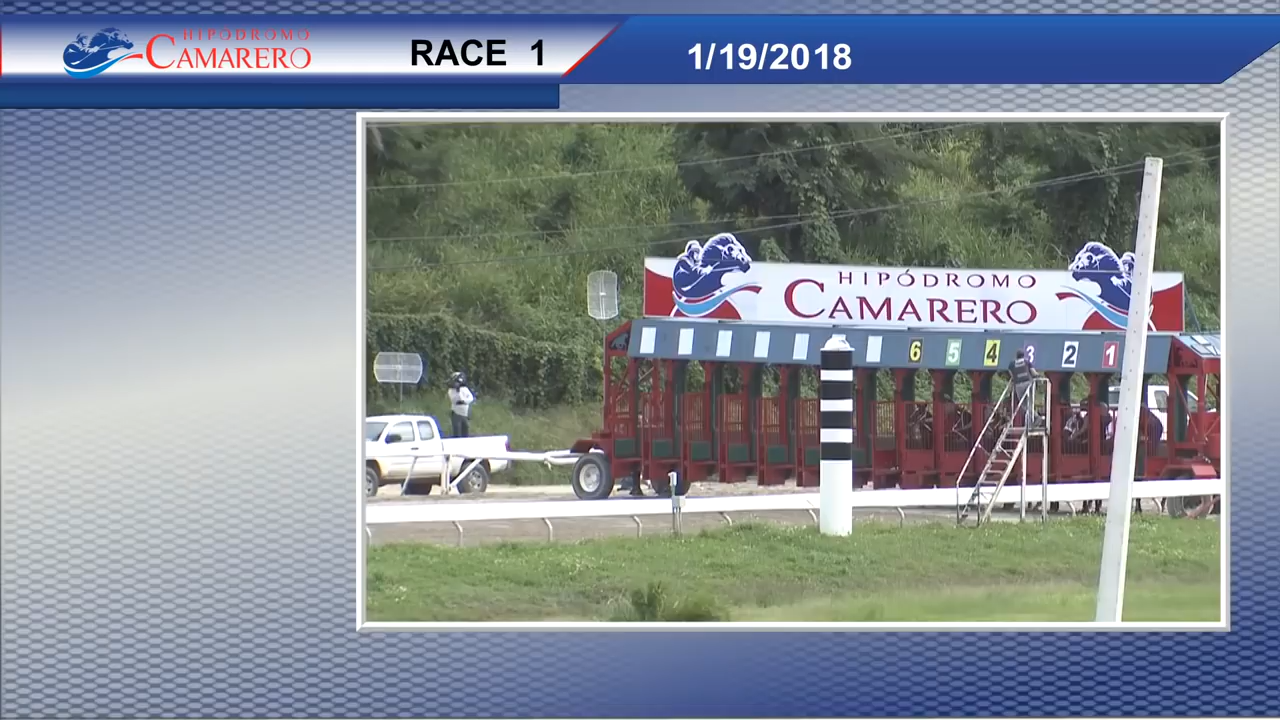 HIPÓDROMO
CAMARERO
RACE 1
1/19/2018
HIPÓDROMO
CAMARERO
6 5 4 3 2 1